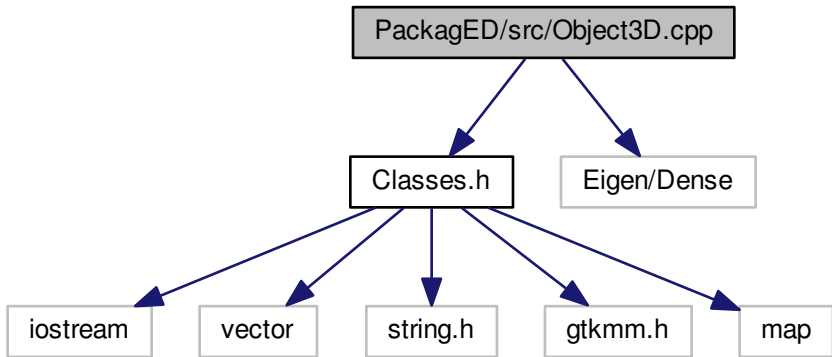 PackagED/src/Object3D.cpp
Classes.h
Eigen/Dense
iostream
vector
string.h
gtkmm.h
map